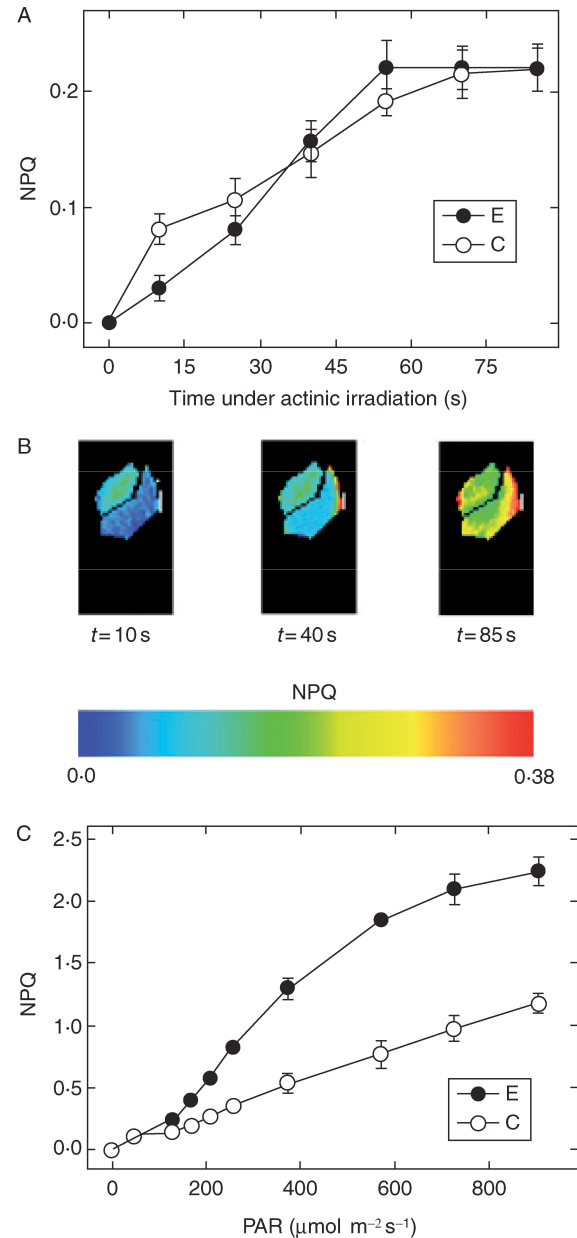 A
0·2
0·1
0·0
NPQ
E
C
0 15 30 45 60 75
Time under actinic irradiation (s)
B
t=10 s t=40 s t=85 s
NPQ
0·0 0·38
C
2·5
2·0
1·5
1·0
0·5
0·0
NPQ
E
C
0 200 400 600 800
PAR (μmol m⁻² s⁻¹)